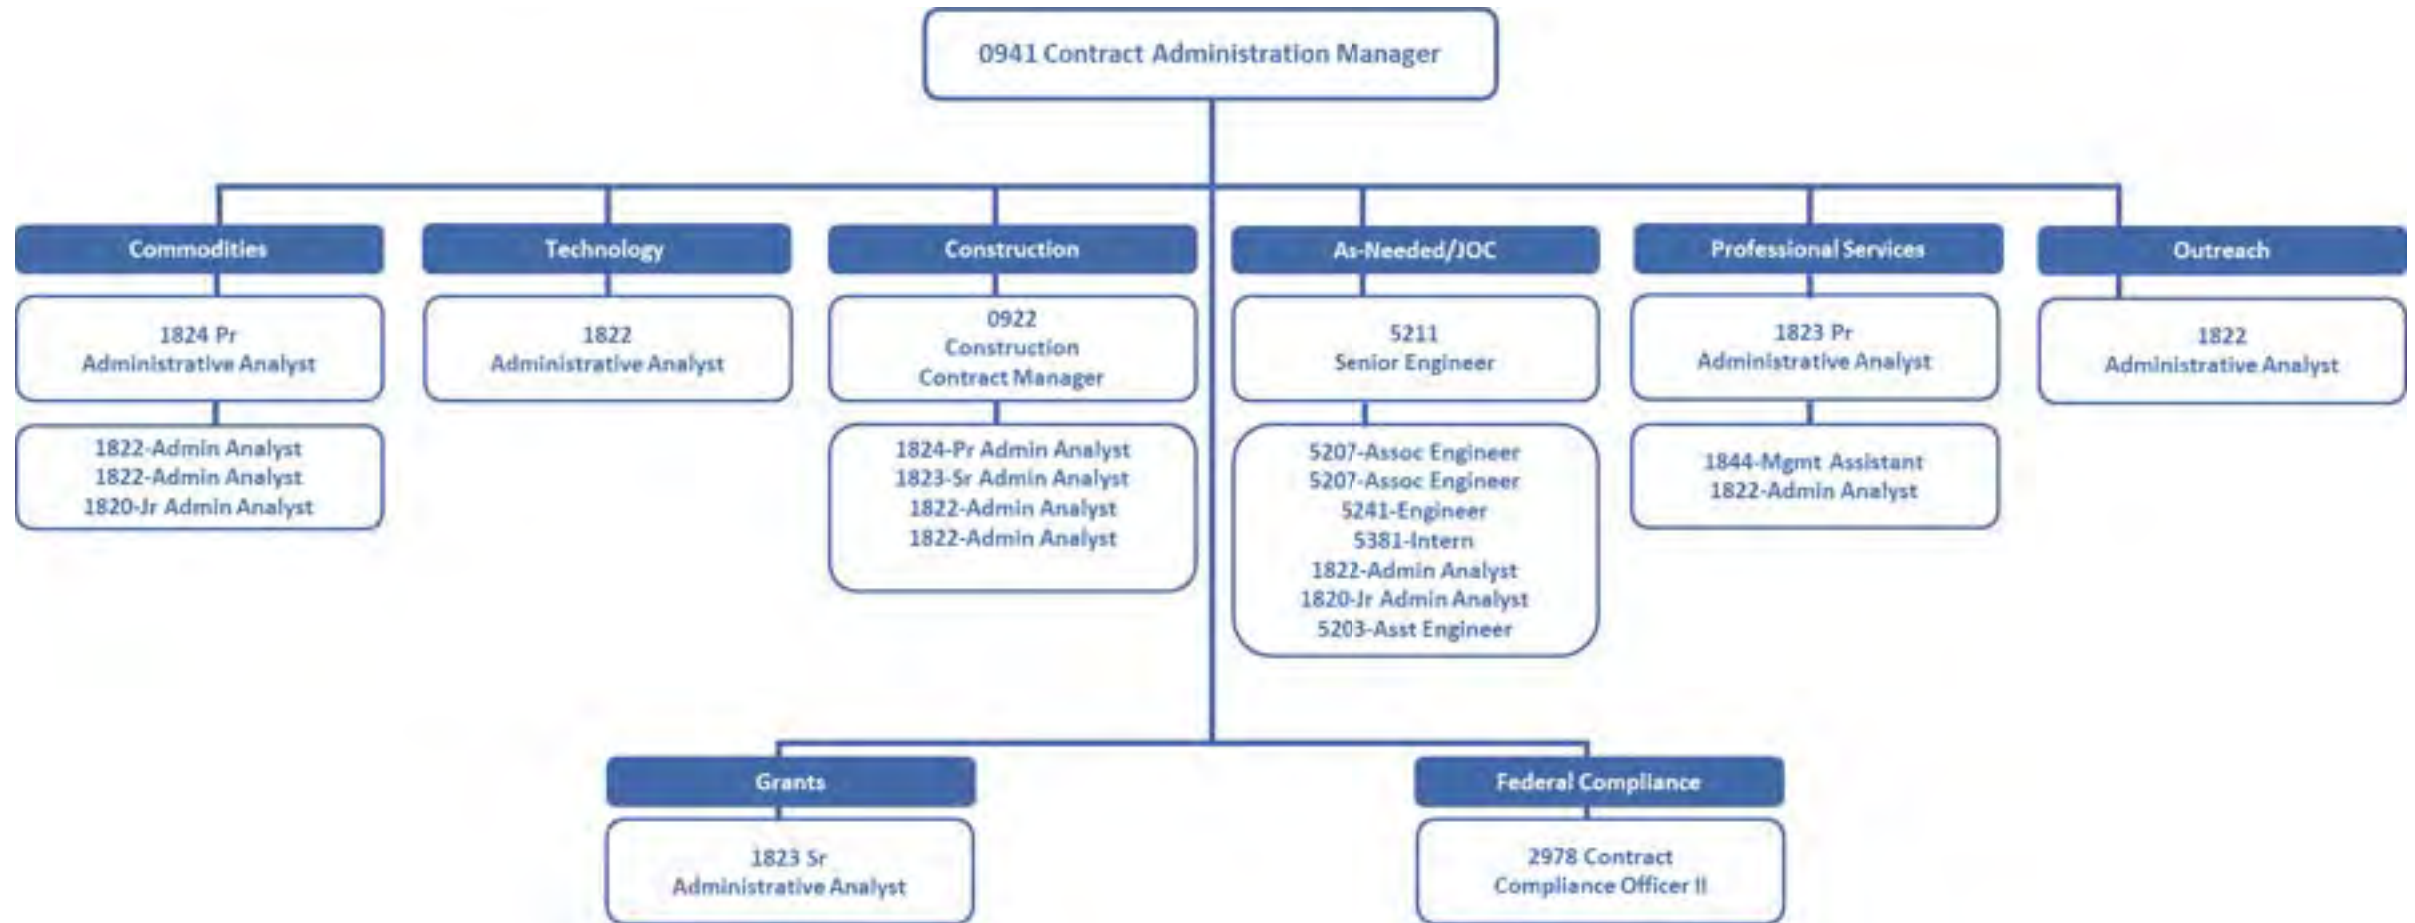 0941 Contract Administration Manager
Commodities
Technology
Construction
As-Needed/JOC
Professional Services
Outreach
1824 Pr
Administrative Analyst
1822
Administrative Analyst
0922
Construction
Contract Manager
5211
Senior Engineer
1823 Pr
Administrative Analyst
1822
Administrative Analyst
1822-Admin Analyst
1822-Admin Analyst
1820-Jr Admin Analyst
1824-Pr Admin Analyst
1823-Sr Admin Analyst
1822-Admin Analyst
1822-Admin Analyst
5207-Assoc Engineer
5207-Assoc Engineer
5241-Engineer
5381-Intern
1822-Admin Analyst
1820-Jr Admin Analyst
5203-Asst Engineer
1844-Mgmt Assistant
1822-Admin Analyst
Grants
Federal Compliance
1823 Sr
Administrative Analyst
2978 Contract
Compliance Officer II